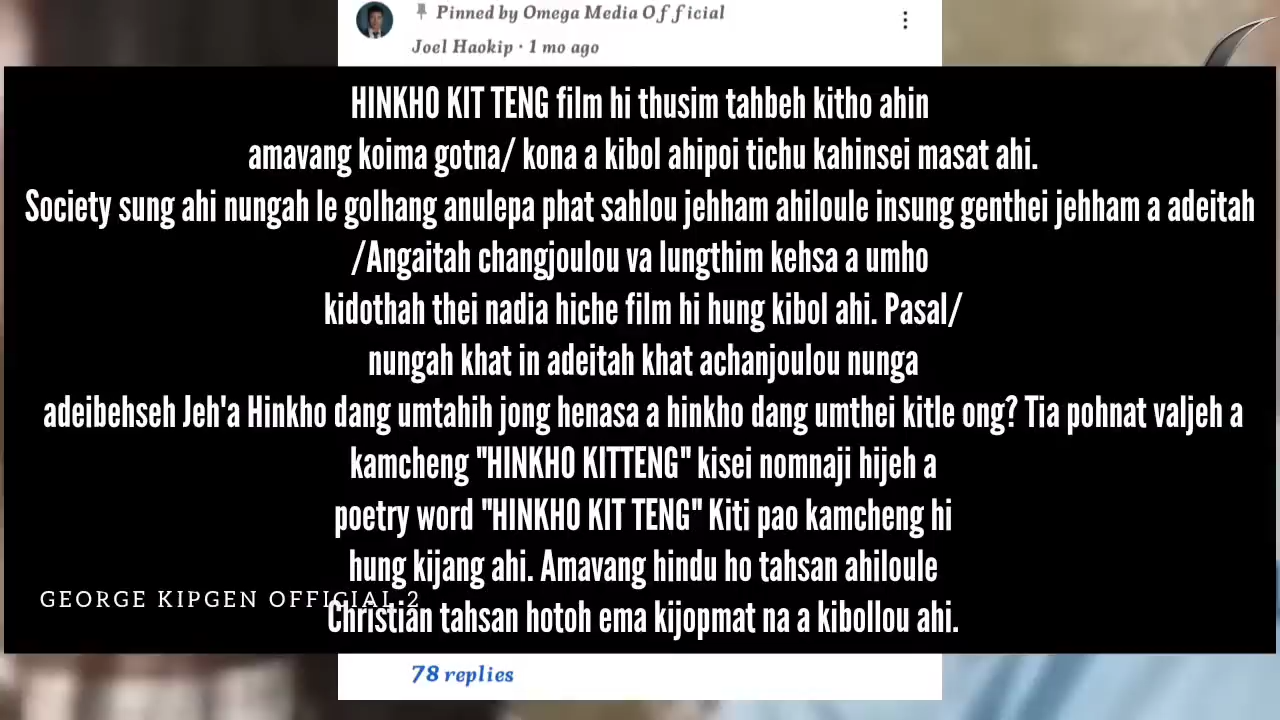 Pinned by Omega Media Official
Joel Haokip · 1 mo ago
HINKHO KIT TENG film hi thusim tahbeh kitho ahin
amavang koima gotna/ kona a kibol ahipoi tichu kahinsei masat ahi.
Society sung ahi nungah le golhang anulepa phat sahlou jehham ahiloule insung genthei jehham a adeitah
/Angaitah changjoulou va lungthim kehsa a umho
kidothah thei nadia hiche film hi hung kibol ahi. Pasal/
nungah khat in adeitah khat achanjoulou nunga
adeibehseh Jeh'a Hinkho dang umtahih jong henasa a hinkho dang umthei kitle ong? Tia pohnat valjeh a
kamcheng "HINKHO KITTENG" kisei nomnaji hijeh a
poetry word "HINKHO KIT TENG" Kiti pao kamcheng hi
hung kijang ahi. Amavang hindu ho tahsan ahiloule
GEORGE KIPGEN OFFICIAL 2
Christian tahsan hotoh ema kijopmat na a kibollou ahi.
78 replies